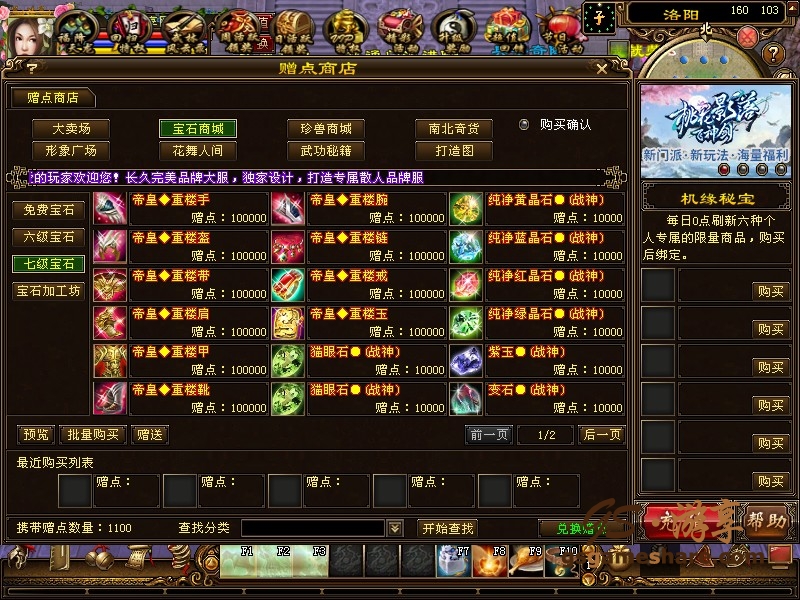 洛阳 160 103
北
赠点商店
赠点商店
大卖场 宝石商城 珍兽商城 南北奇货 购买确认
形象广场 花舞人间 武功秘籍 打造图
的玩家欢迎您！长久完美品牌大服，独家设计，打造专属散人品牌服
免费宝石
六级宝石
七级宝石
宝石加工坊
帝皇◆重楼手 帝皇◆重楼腕 纯净黄晶石●(战神)
赠点：100000 赠点：100000 赠点：10000
帝皇◆重楼盔 帝皇◆重楼链 纯净蓝晶石●(战神)
赠点：100000 赠点：100000 赠点：10000
帝皇◆重楼带 帝皇◆重楼戒 纯净红晶石●(战神)
赠点：100000 赠点：100000 赠点：10000
帝皇◆重楼肩 帝皇◆重楼玉 纯净绿晶石●(战神)
赠点：100000 赠点：100000 赠点：10000
帝皇◆重楼甲 猫眼石●(战神) 紫玉●(战神)
赠点：100000 赠点：10000 赠点：10000
帝皇◆重楼靴 猫眼石●(战神) 变石●(战神)
赠点：100000 赠点：10000 赠点：10000
预览 批量购买 赠送 前一页 1/2 后一页
最近购买列表
赠点： 赠点： 赠点： 赠点： 赠点：
携带赠点数量：1100 查找分类 开始查找 兑换赠点
新门派·新玩法·海量福利
机缘秘宝
每日0点刷新六种个
人专属的限量商品，购买
后绑定。
购买
购买
购买
购买
购买
购买
充 帮助
F1 F2 F3 F7 F8 F9 F10